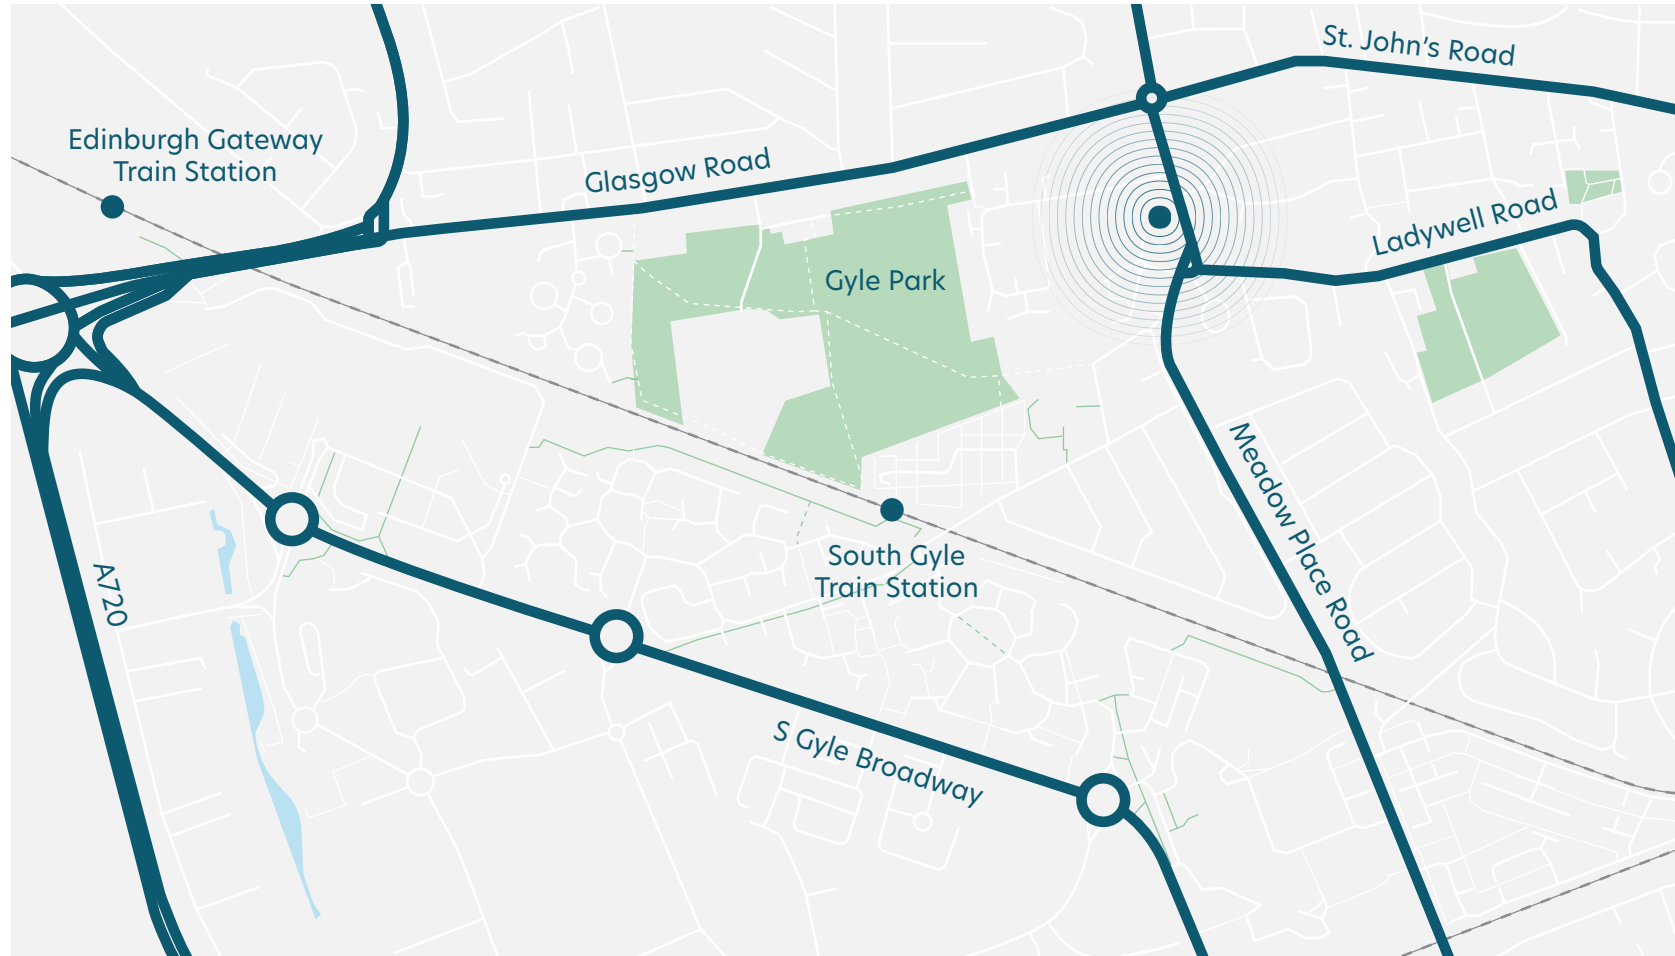 St. John's Road
Edinburgh Gateway
Train Station
Glasgow Road
Ladywell Road
Gyle Park
Meadow Place Road
South Gyle
Train Station
A720
S Gyle Broadway